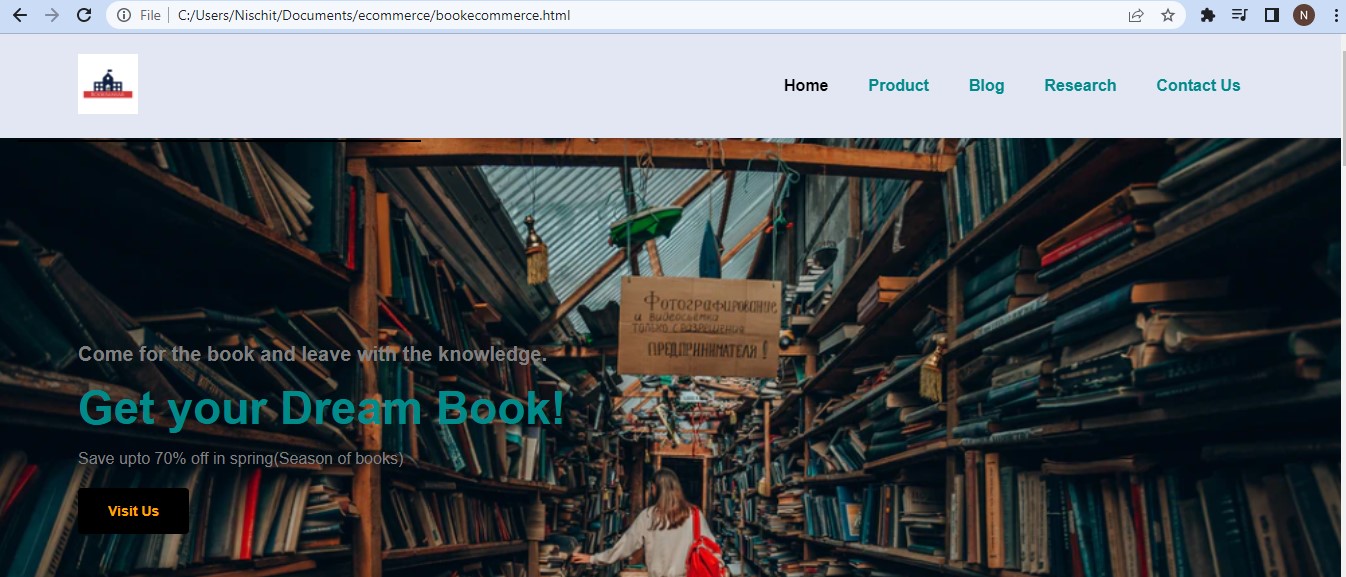 File
C:/Users/Nischit/Documents/ecommerce/bookecommerce.html
N
Home
Product
Blog
Research
Contact Us
Фотографирование
и видеосъёмка
только с разрешения
предпринимателя!
Come for the book and leave with the knowledge.
Get your Dream Book!
Save upto 70% off in spring(Season of books)
Visit Us